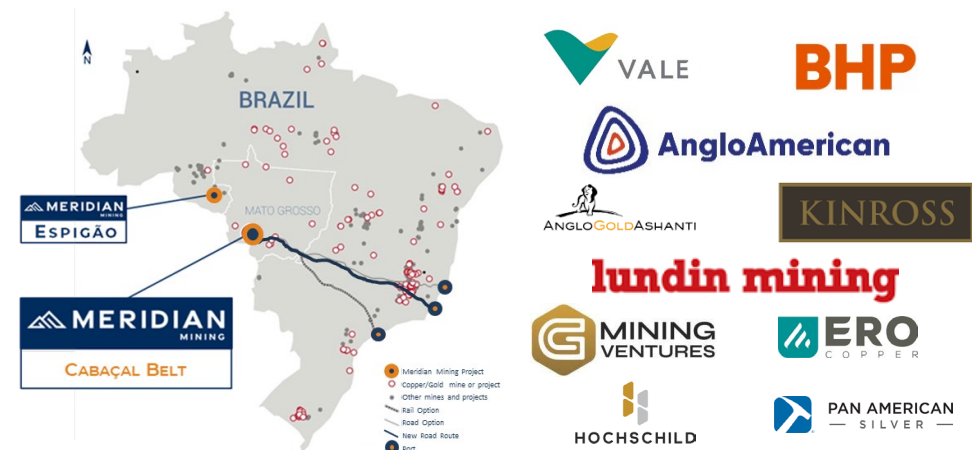 N
BRAZIL
MATO GROSSO
MERIDIAN
MINING
ESPIGÃO
MERIDIAN
MINING
CABAÇAL BELT
Meridian Mining Project
Copper/Gold mine or project
Other mines and projects
Rail Option
Road Option
New Road Route
Port
VALE
BHP
AngloAmerican
ANGLOGOLDASHANTI
KINROSS
lundin mining
G MINING
VENTURES
ERO
COPPER
HOCHSCHILD
PAN AMERICAN
— SILVER —